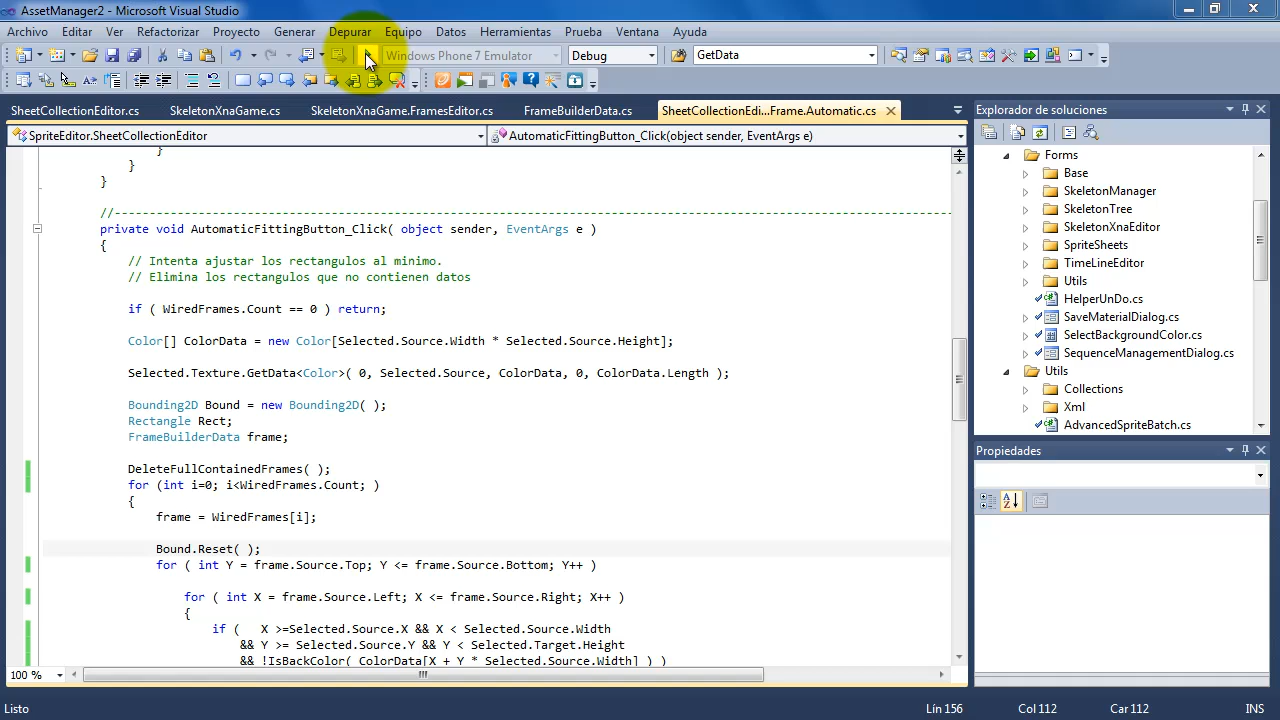 AssetManager2 - Microsoft Visual Studio
Archivo Editar Ver Refactorizar Proyecto Generar Depurar Equipo Datos Herramientas Prueba Ventana Ayuda
Windows Phone 7 Emulator Debug GetData
SheetCollectionEditor.cs SkeletonXnaGame.cs SkeletonXnaGame.FramesEditor.cs FrameBuilderData.cs SheetCollectionEdi...Frame.Automatic.cs
SpriteEditor.SheetCollectionEditor AutomaticFittingButton_Click(object sender, EventArgs e)
}
}
}
//----------------------------------------------------------------------------------------------------------------------
private void AutomaticFittingButton_Click( object sender, EventArgs e )
{
// Intenta ajustar los rectangulos al minimo.
// Elimina los rectangulos que no contienen datos
if ( WiredFrames.Count == 0 ) return;
Color[] ColorData = new Color[Selected.Source.Width * Selected.Source.Height];
Selected.Texture.GetData<Color>( 0, Selected.Source, ColorData, 0, ColorData.Length );
Bounding2D Bound = new Bounding2D( );
Rectangle Rect;
FrameBuilderData frame;
DeleteFullContainedFrames( );
for (int i=0; i<WiredFrames.Count; )
{
frame = WiredFrames[i];
Bound.Reset( );
for ( int Y = frame.Source.Top; Y <= frame.Source.Bottom; Y++ )
for ( int X = frame.Source.Left; X <= frame.Source.Right; X++ )
{
if (   X >=Selected.Source.X && X < Selected.Source.Width
&& Y >= Selected.Source.Y && Y < Selected.Target.Height
&& !IsBackColor( ColorData[X + Y * Selected.Source.Width] ) )
100 %
Explorador de soluciones
Forms
Base
SkeletonManager
SkeletonTree
SkeletonXnaEditor
SpriteSheets
TimeLineEditor
Utils
HelperUnDo.cs
SaveMaterialDialog.cs
SelectBackgroundColor.cs
SequenceManagementDialog.cs
Utils
Collections
Xml
AdvancedSpriteBatch.cs
Propiedades
Listo Lín 156 Col 112 Car 112 INS